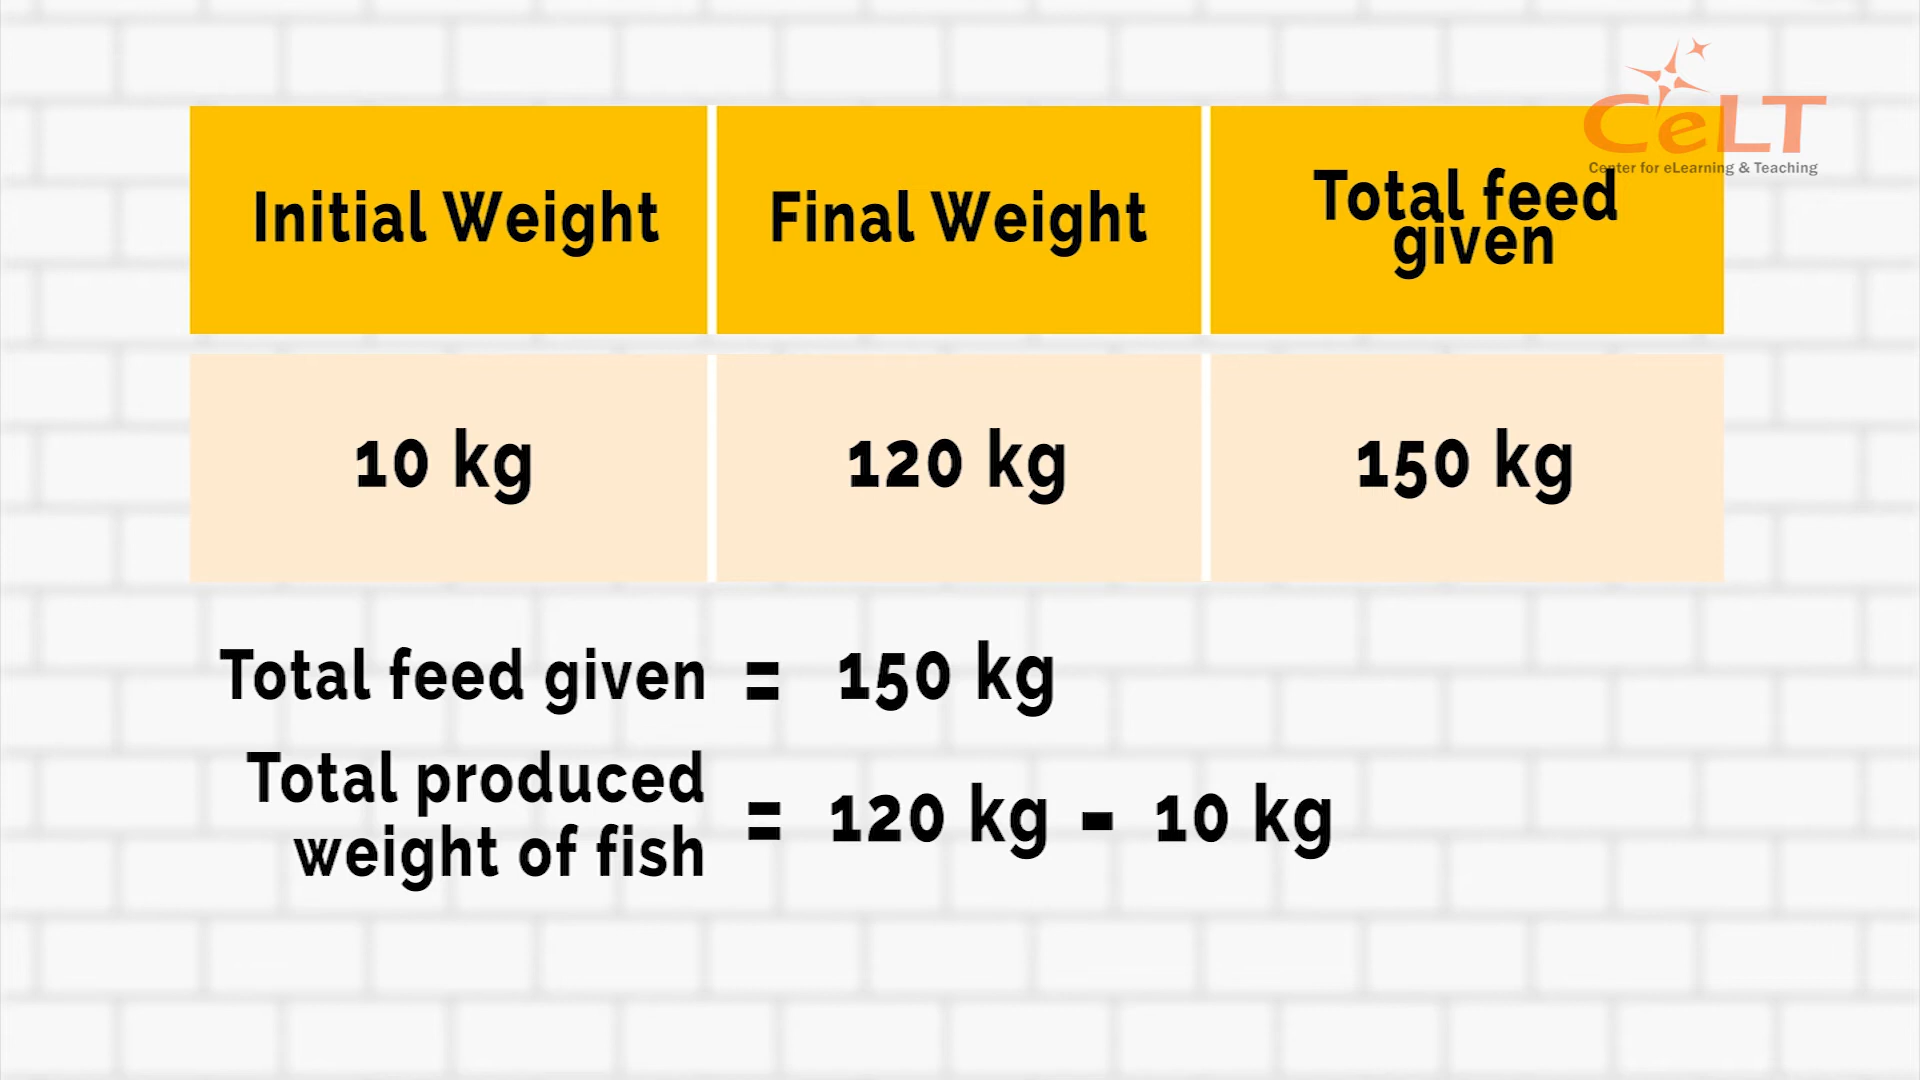 CeLT
Center for eLearning & Teaching
Initial Weight
Final Weight
Total feed
given
10 kg
120 kg
150 kg
Total feed given = 150 kg
Total produced
weight of fish = 120 kg - 10 kg